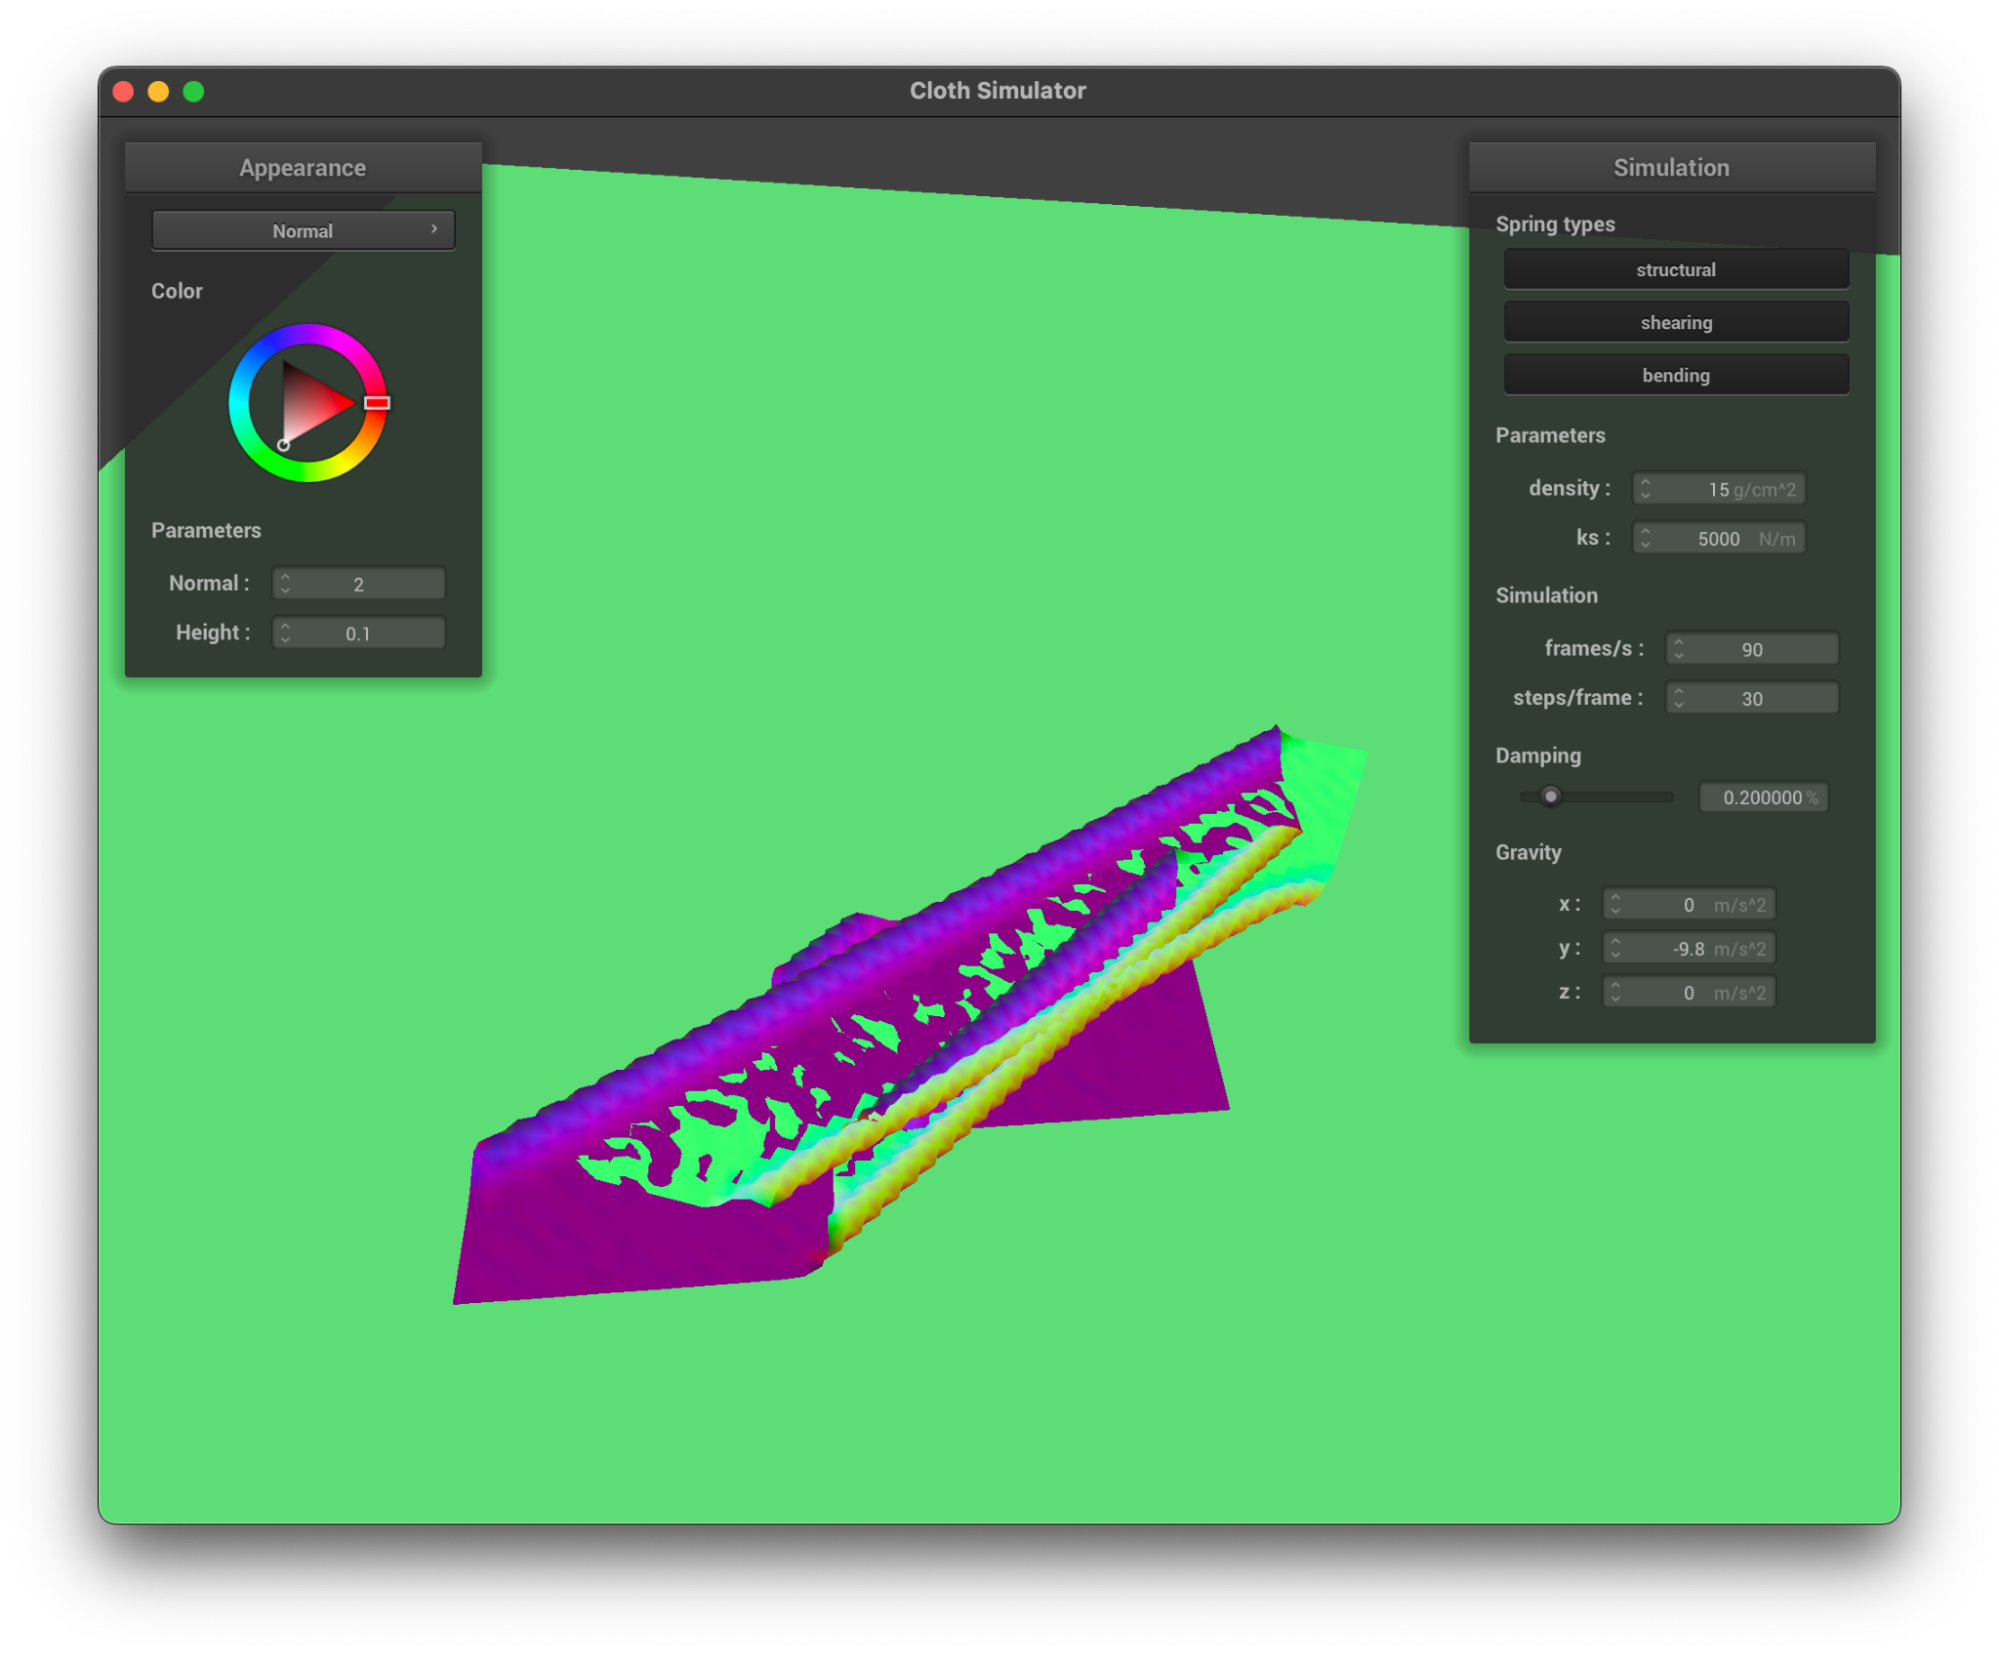 Cloth Simulator
Appearance
Normal
Color
Parameters
Normal : 2
Height : 0.1
Simulation
Spring types
structural
shearing
bending
Parameters
density : 15 g/cm^2
ks : 5000 N/m
Simulation
frames/s : 90
steps/frame : 30
Damping
0.200000 %
Gravity
x : 0 m/s^2
y : -9.8 m/s^2
z : 0 m/s^2